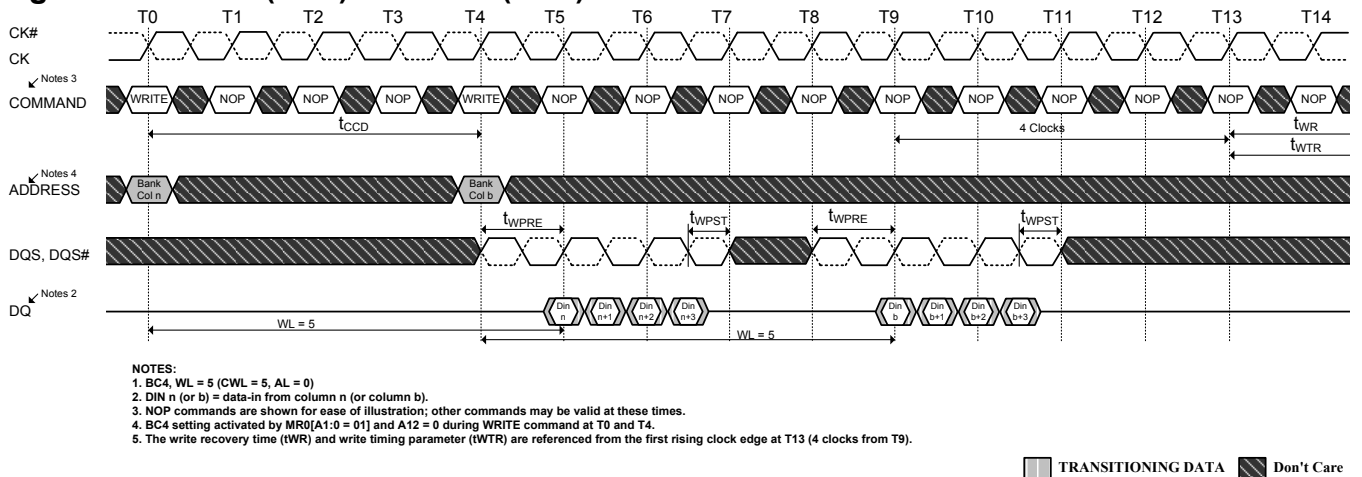 T0 T1 T2 T3 T4 T5 T6 T7 T8 T9 T10 T11 T12 T13 T14
CK#
CK
Notes 3
COMMAND
WRITE NOP NOP NOP WRITE NOP NOP NOP NOP NOP NOP NOP NOP NOP NOP
tCCD
4 Clocks
tWR
tWTR
Notes 4
ADDRESS
Bank
Col n
Bank
Col b
tWPRE tWPST tWPRE tWPST
DQS, DQS#
Notes 2
DQ
Din
n
Din
n+1
Din
n+2
Din
n+3
Din
b
Din
b+1
Din
b+2
Din
b+3
WL = 5
WL = 5
NOTES:
1. BC4, WL = 5 (CWL = 5, AL = 0)
2. DIN n (or b) = data-in from column n (or column b).
3. NOP commands are shown for ease of illustration; other commands may be valid at these times.
4. BC4 setting activated by MR0[A1:0 = 01] and A12 = 0 during WRITE command at T0 and T4.
5. The write recovery time (tWR) and write timing parameter (tWTR) are referenced from the first rising clock edge at T13 (4 clocks from T9).
TRANSITIONING DATA Don't Care